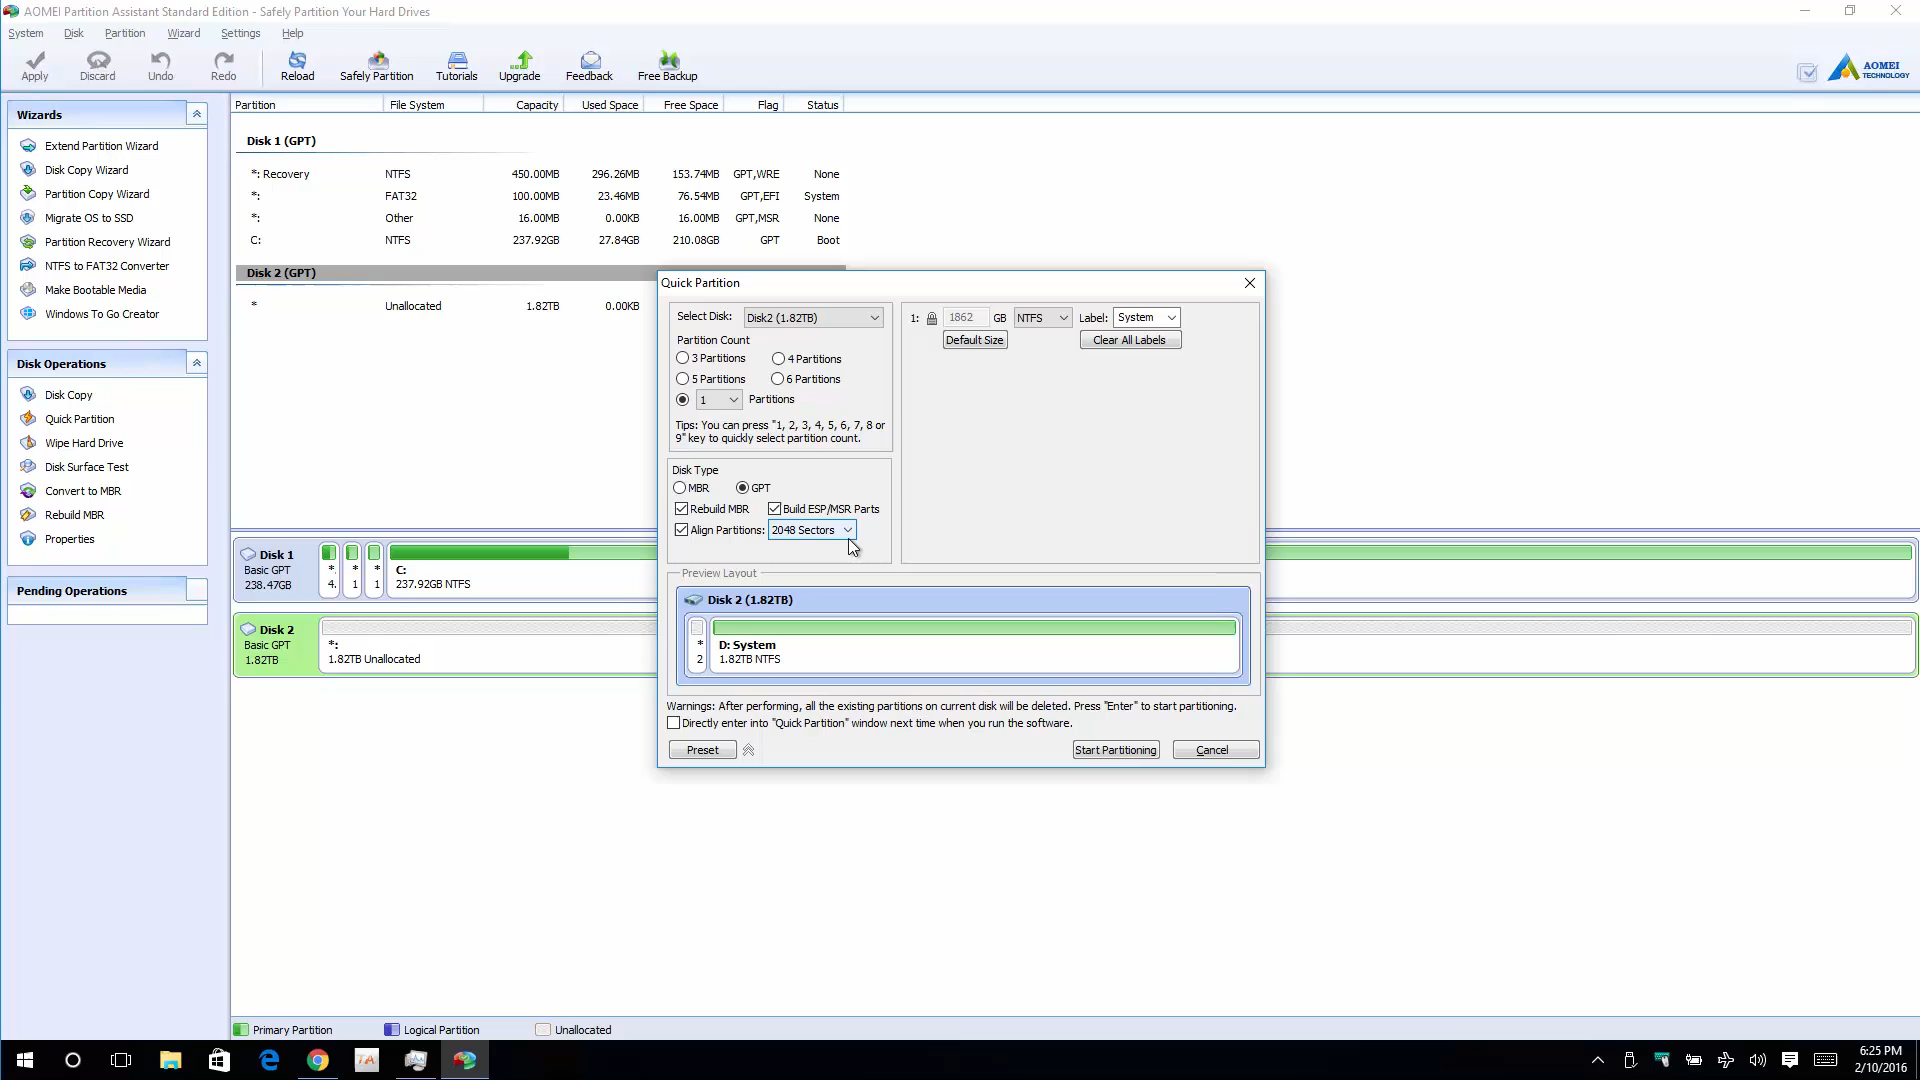 AOMEI Partition Assistant Standard Edition - Safely Partition Your Hard Drives
System Disk Partition Wizard Settings Help
Apply Discard Undo Redo Reload Safely Partition Tutorials Upgrade Feedback Free Backup
AOMEI
TECHNOLOGY
Wizards
Extend Partition Wizard
Disk Copy Wizard
Partition Copy Wizard
Migrate OS to SSD
Partition Recovery Wizard
NTFS to FAT32 Converter
Make Bootable Media
Windows To Go Creator
Disk Operations
Disk Copy
Quick Partition
Wipe Hard Drive
Disk Surface Test
Convert to MBR
Rebuild MBR
Properties
Pending Operations
Partition File System Capacity Used Space Free Space Flag Status
Disk 1 (GPT)
*: Recovery NTFS 450.00MB 296.26MB 153.74MB GPT,WRE None
*: FAT32 100.00MB 23.46MB 76.54MB GPT,EFI System
*: Other 16.00MB 0.00KB 16.00MB GPT,MSR None
C: NTFS 237.92GB 27.84GB 210.08GB GPT Boot
Disk 2 (GPT)
* Unallocated 1.82TB 0.00KB
Quick Partition
Select Disk: Disk2 (1.82TB)
Partition Count
3 Partitions 4 Partitions
5 Partitions 6 Partitions
1 Partitions
Tips: You can press "1, 2, 3, 4, 5, 6, 7, 8 or
9" key to quickly select partition count.
Disk Type
MBR GPT
Rebuild MBR Build ESP/MSR Parts
Align Partitions: 2048 Sectors
1: 1862 GB NTFS Label: System
Default Size Clear All Labels
Preview Layout
Disk 2 (1.82TB)
*
2
D: System
1.82TB NTFS
Warnings: After performing, all the existing partitions on current disk will be deleted. Press "Enter" to start partitioning.
Directly enter into "Quick Partition" window next time when you run the software.
Preset Start Partitioning Cancel
Disk 1
Basic GPT
238.47GB
*. * * C:
4. 1 1 237.92GB NTFS
Disk 2
Basic GPT
1.82TB
*:
1.82TB Unallocated
Primary Partition Logical Partition Unallocated
TA
6:25 PM
2/10/2016